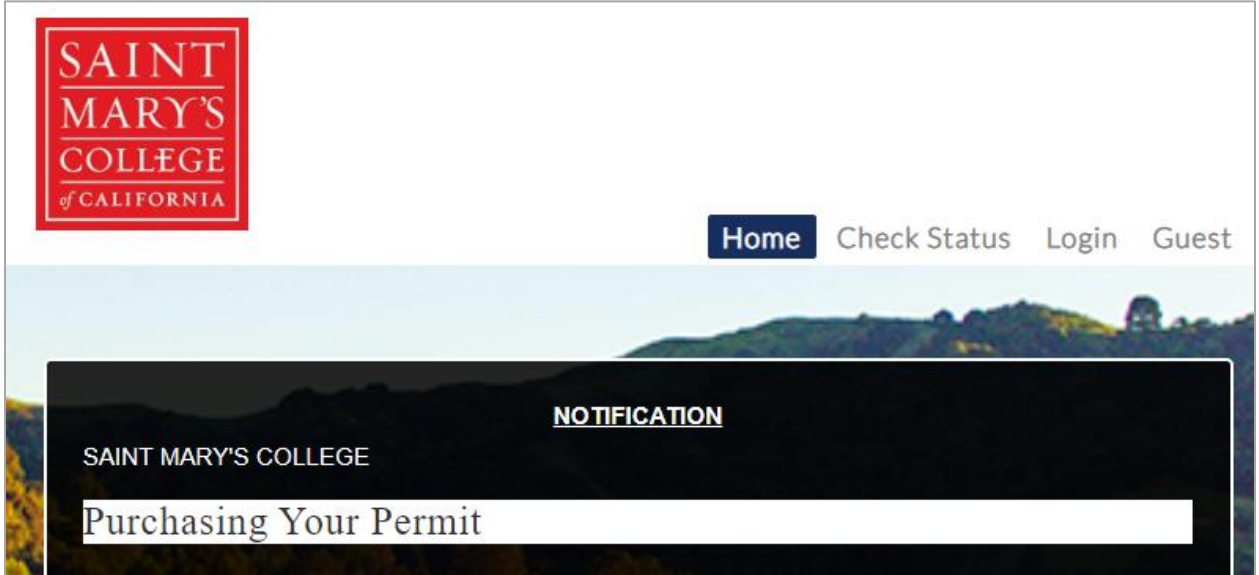 SAINT
MARY'S
COLLEGE
of CALIFORNIA
Home Check Status Login Guest
NOTIFICATION
SAINT MARY'S COLLEGE
Purchasing Your Permit